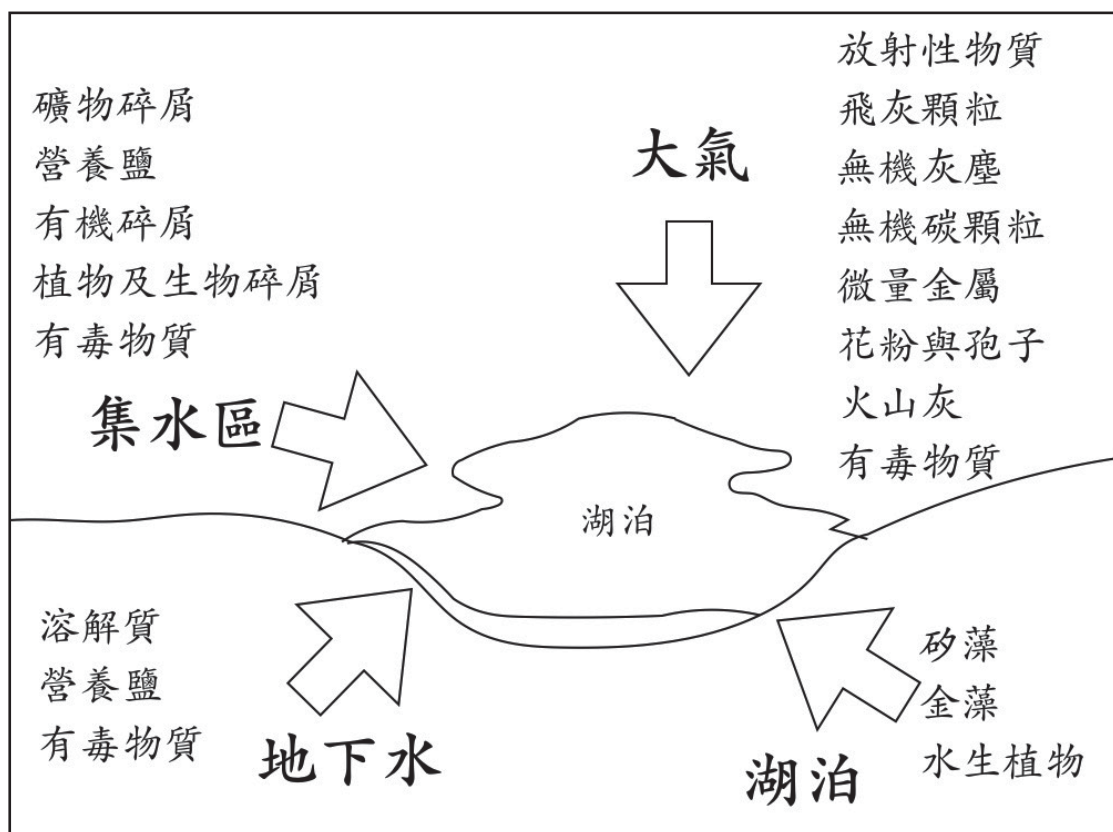 礦物碎屑
營養鹽
有機碎屑
植物及生物碎屑
有毒物質
集水區
大氣
放射性物質
飛灰顆粒
無機灰塵
無機碳顆粒
微量金屬
花粉與孢子
火山灰
有毒物質
湖泊
溶解質
營養鹽
有毒物質
地下水
湖泊
矽藻
金藻
水生植物